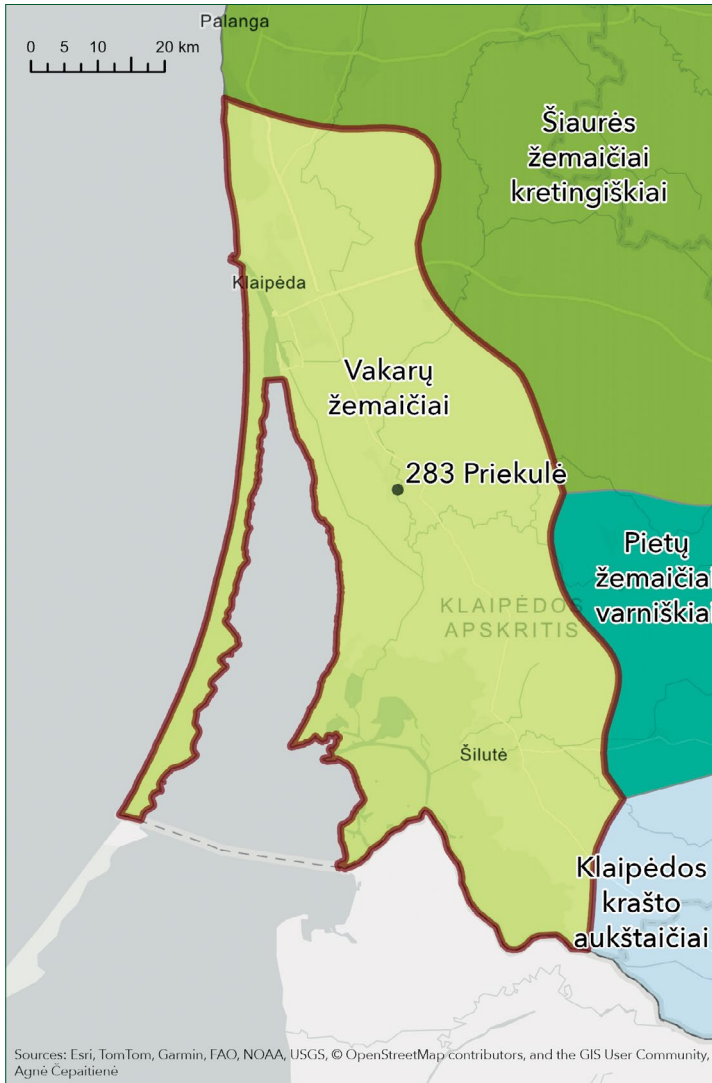 Palanga
0 5 10 20 km
Šiaurės
žemaičiai
kretingiškiai
Klaipėda
Vakarų
žemaičiai
283 Priekulė
Pietų
žemaičiai
varniškiai
KLAIPĖDOS
APSKRITIS
Šilutė
Klaipėdos
krašto
aukštaičiai
Sources: Esri, TomTom, Garmin, FAO, NOAA, USGS, © OpenStreetMap contributors, and the GIS User Community,
Agnė Čepaitienė